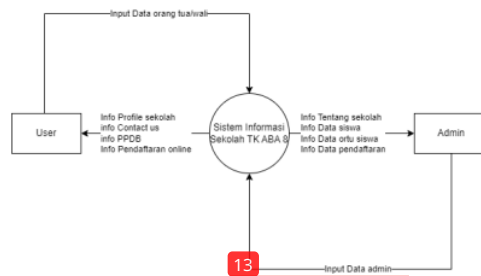 Input Data orang tua/wali
Info Profile sekolah
info Contact us
info PPDB
Info Pendaftaran online
User
Sistem Informasi
Sekolah TK ABA 8
Info Tentang sekolah
Info Data siswa
Info Data ortu siswa
Info Data pendaftaran
Admin
13
Input Data admin